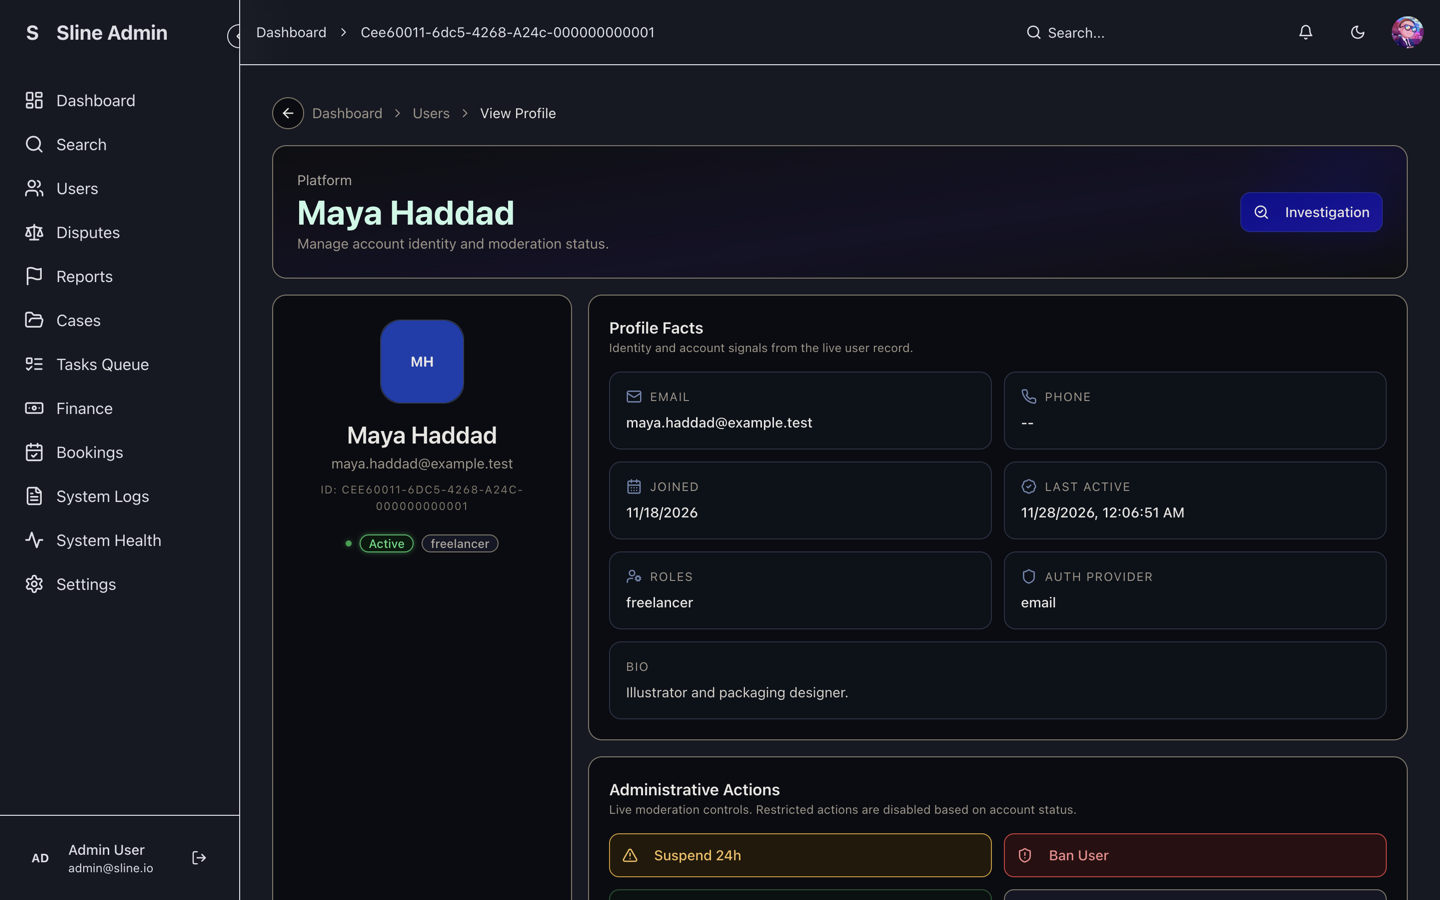 S Sline Admin
Dashboard
Search
Users
Disputes
Reports
Cases
Tasks Queue
Finance
Bookings
System Logs
System Health
Settings
AD
Admin User
admin@sline.io
Dashboard > Cee60011-6dc5-4268-A24c-000000000001
Search...
Dashboard > Users > View Profile
Platform
Maya Haddad
Manage account identity and moderation status.
Investigation
MH
Maya Haddad
maya.haddad@example.test
ID: CEE60011-6DC5-4268-A24C-
000000000001
Active freelancer
Profile Facts
Identity and account signals from the live user record.
EMAIL
maya.haddad@example.test
PHONE
--
JOINED
11/18/2026
LAST ACTIVE
11/28/2026, 12:06:51 AM
ROLES
freelancer
AUTH PROVIDER
email
BIO
Illustrator and packaging designer.
Administrative Actions
Live moderation controls. Restricted actions are disabled based on account status.
Suspend 24h
Ban User